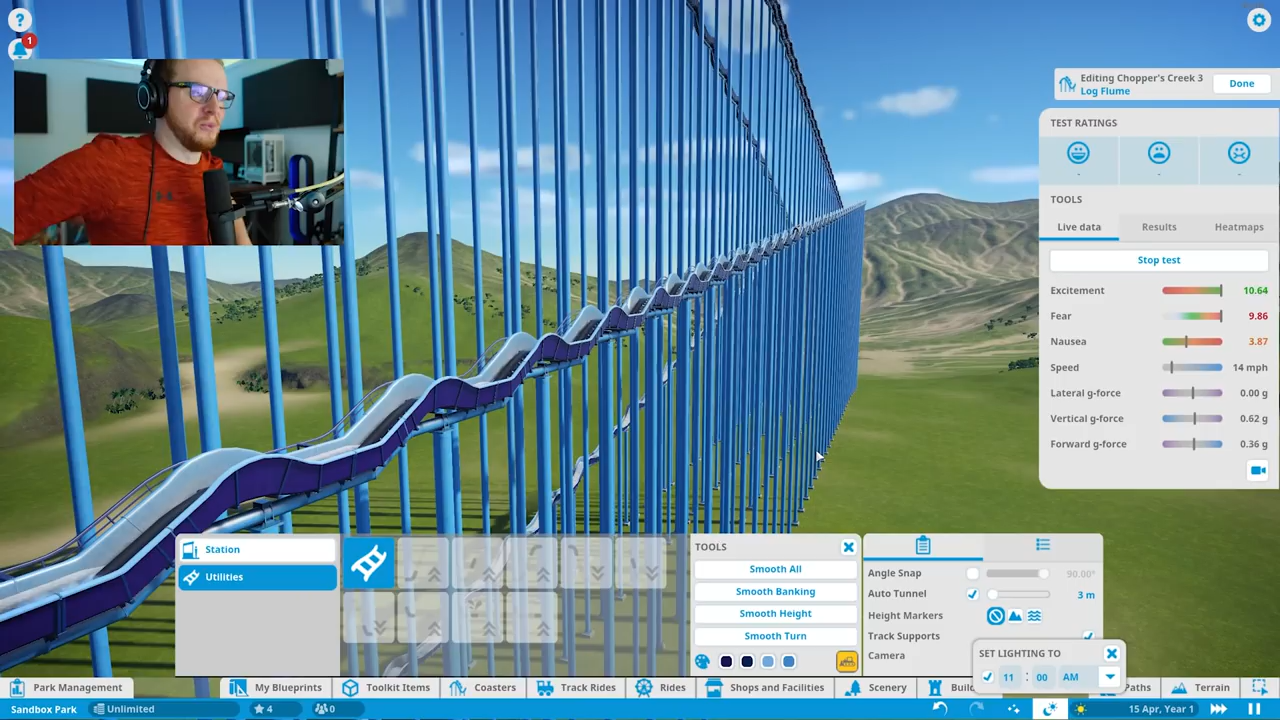 ?
1
Editing Chopper's Creek 3
Log Flume
Done
TEST RATINGS
- - -
TOOLS
Live data Results Heatmaps
Stop test
Excitement 10.64
Fear 9.86
Nausea 3.87
Speed 14 mph
Lateral g-force 0.00 g
Vertical g-force 0.62 g
Forward g-force 0.36 g
Station
Utilities
TOOLS
Smooth All
Smooth Banking
Smooth Height
Smooth Turn
Angle Snap 90.00°
Auto Tunnel 3 m
Height Markers
Track Supports
Camera
SET LIGHTING TO
11 : 00 AM
Park Management My Blueprints Toolkit Items Coasters Track Rides Rides Shops and Facilities Scenery Paths Terrain
Sandbox Park Unlimited 4 0 15 Apr, Year 1